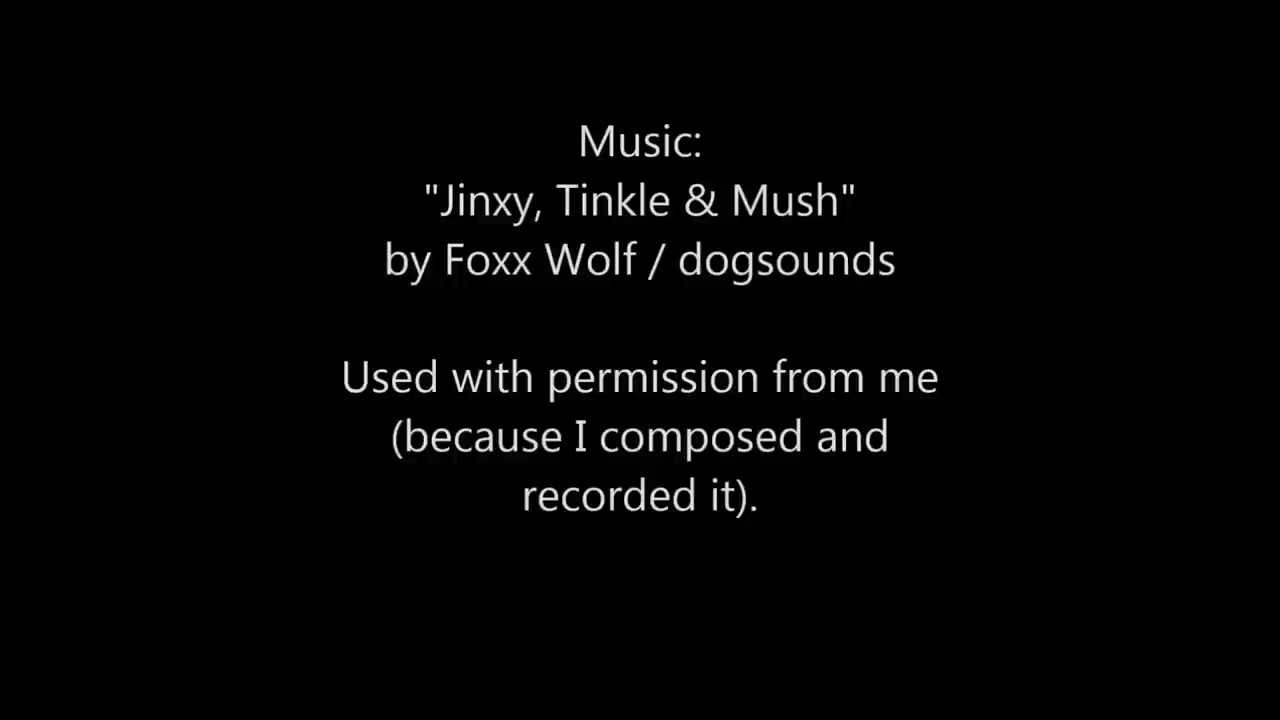 Music:
"Jinxy, Tinkle & Mush"
by Foxx Wolf / dogsounds
Used with permission from me
(because I composed and
recorded it).